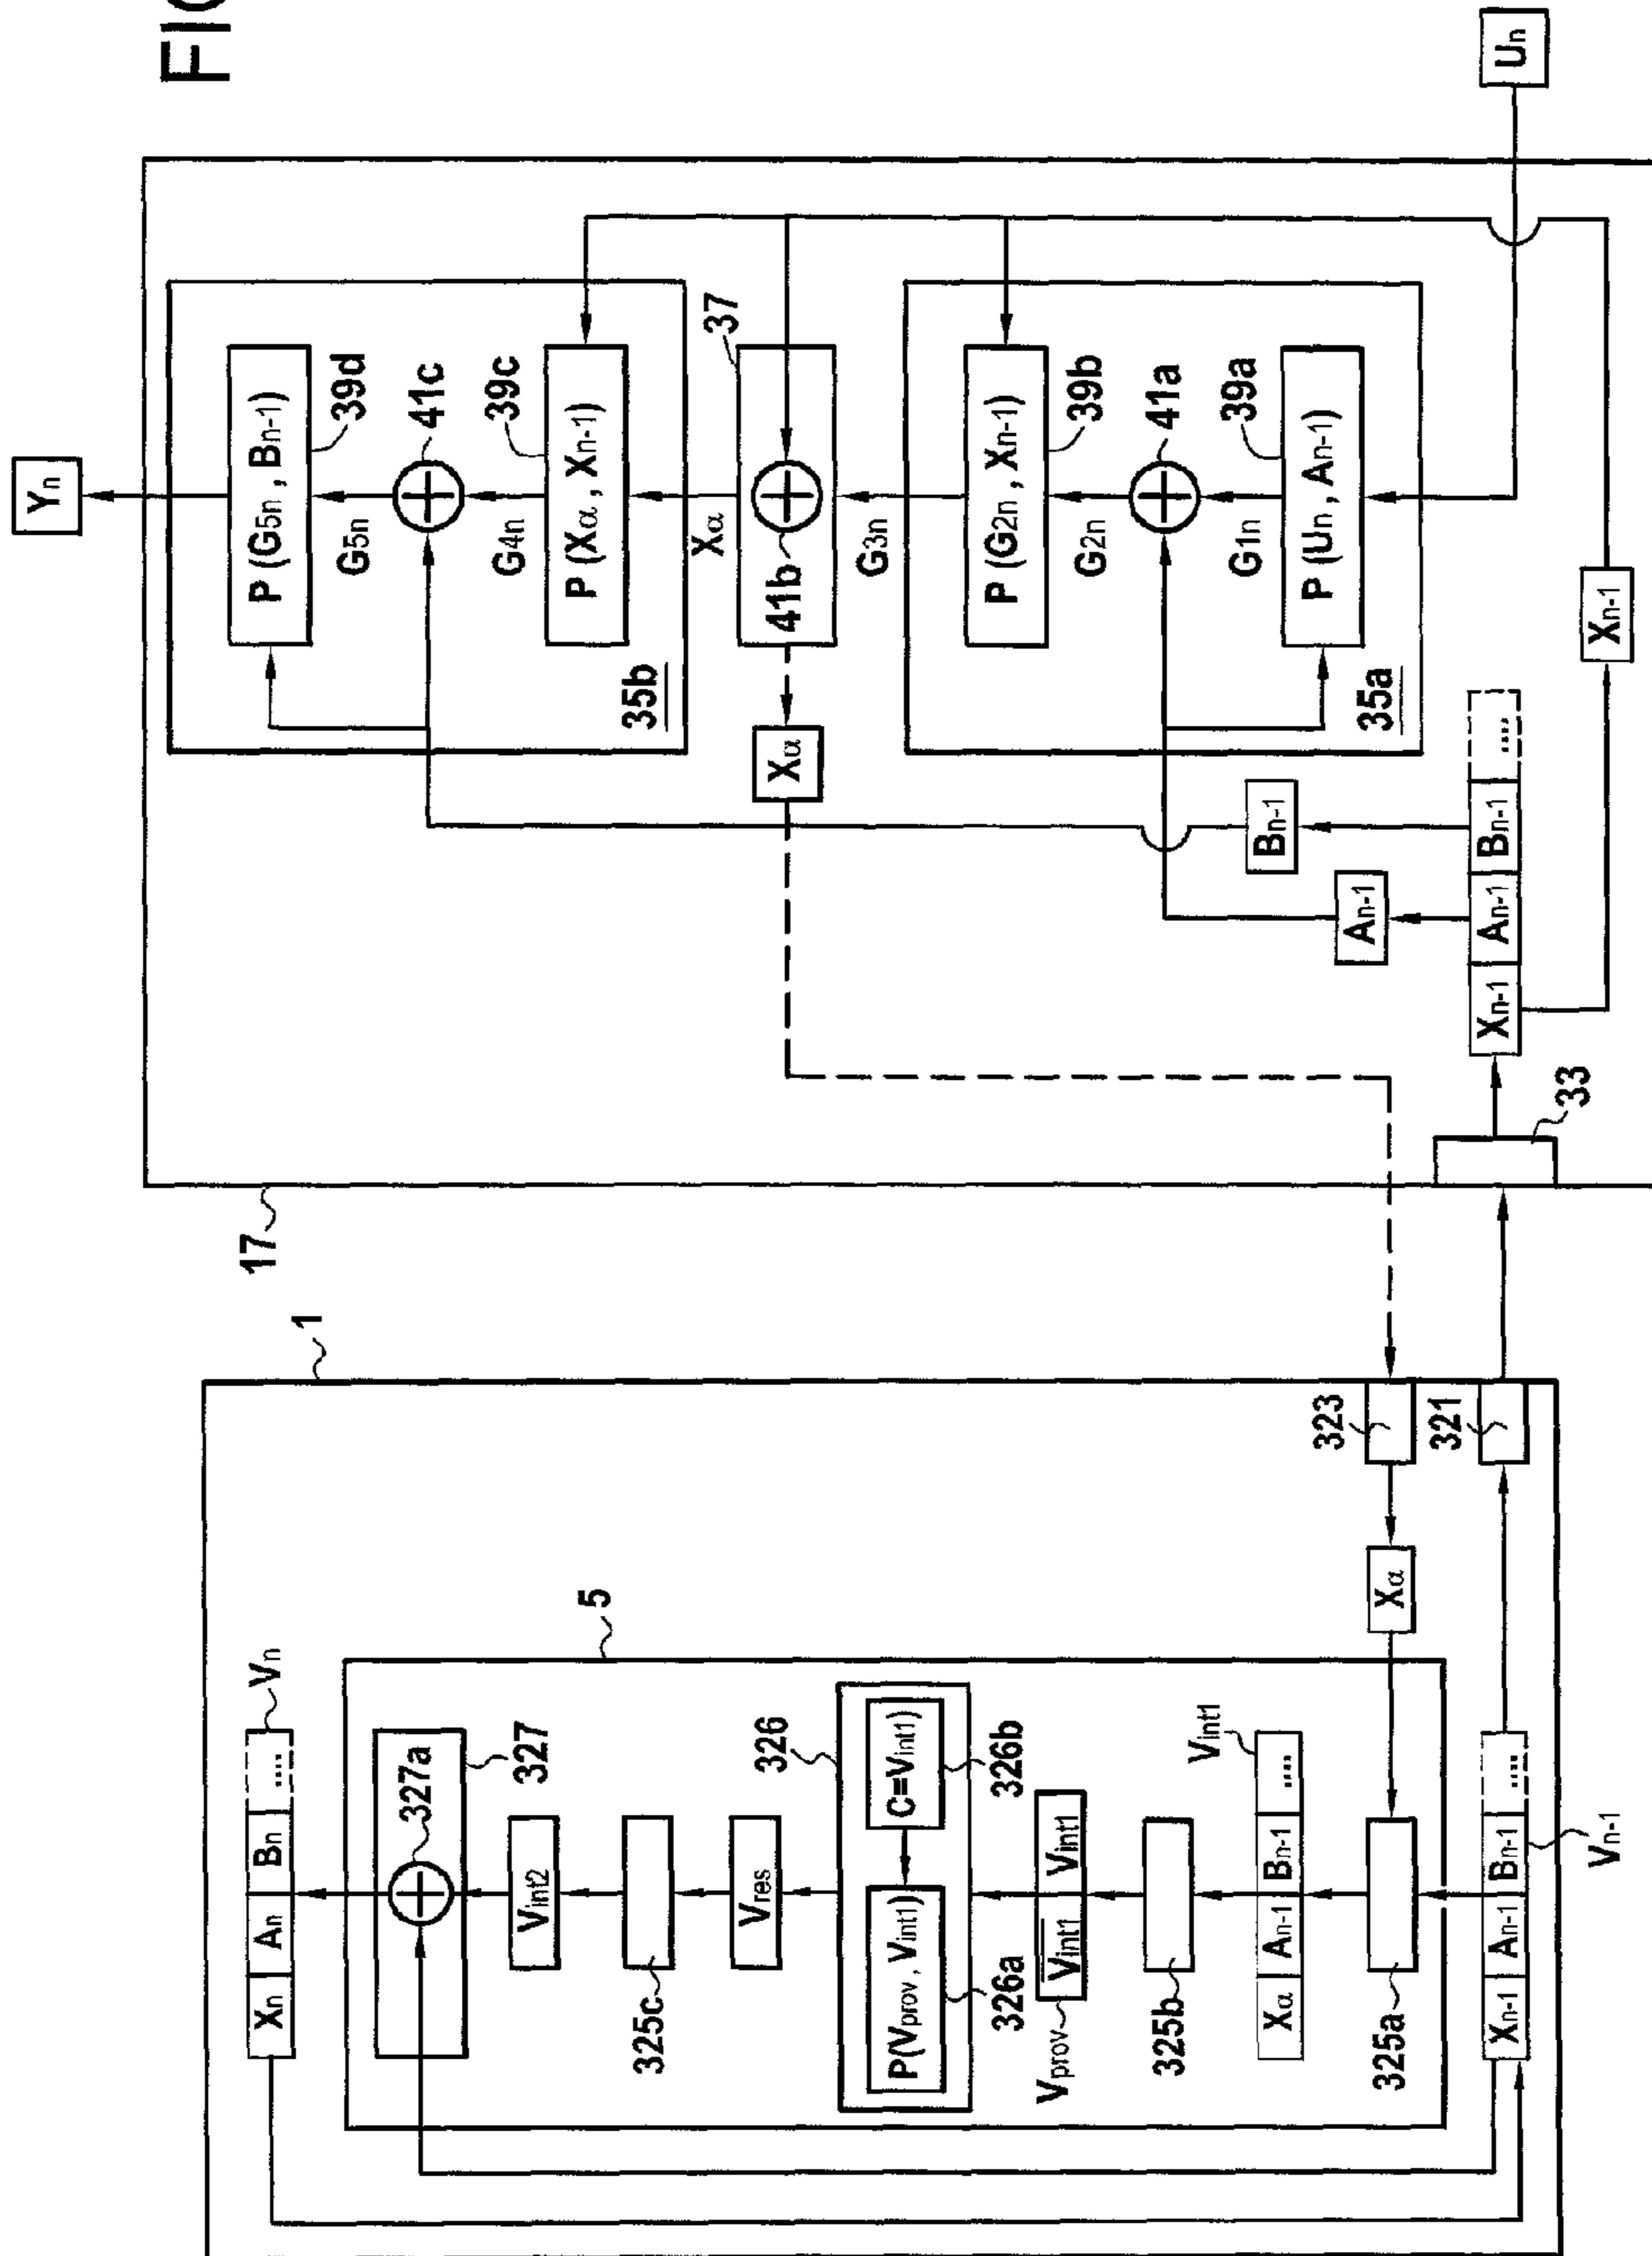 FIG
Yn
Un
17
P (G5n , Bn-1)
39d
G5n
41c
G4n
39c
P (Xα , Xn-1)
35b
Xα
37
41b
Xα
G3n
P (G2n , Xn-1)
39b
G2n
41a
G1n
39a
P (Un , An-1)
35a
Bn-1
An-1
Xn-1 An-1 Bn-1 ....
Xn-1
33
1
Xn An Bn ....
Vn
5
327a
327
Vint2
325c
Vres
326
P(Vprov , Vint1)
C=Vint1)
326a
326b
Vint1 Vint1
Vprov
325b
Xα An-1 Bn-1 ....
Vint1
325a
Xα
323
321
Xn-1 An-1 Bn-1 ....
Vn-1